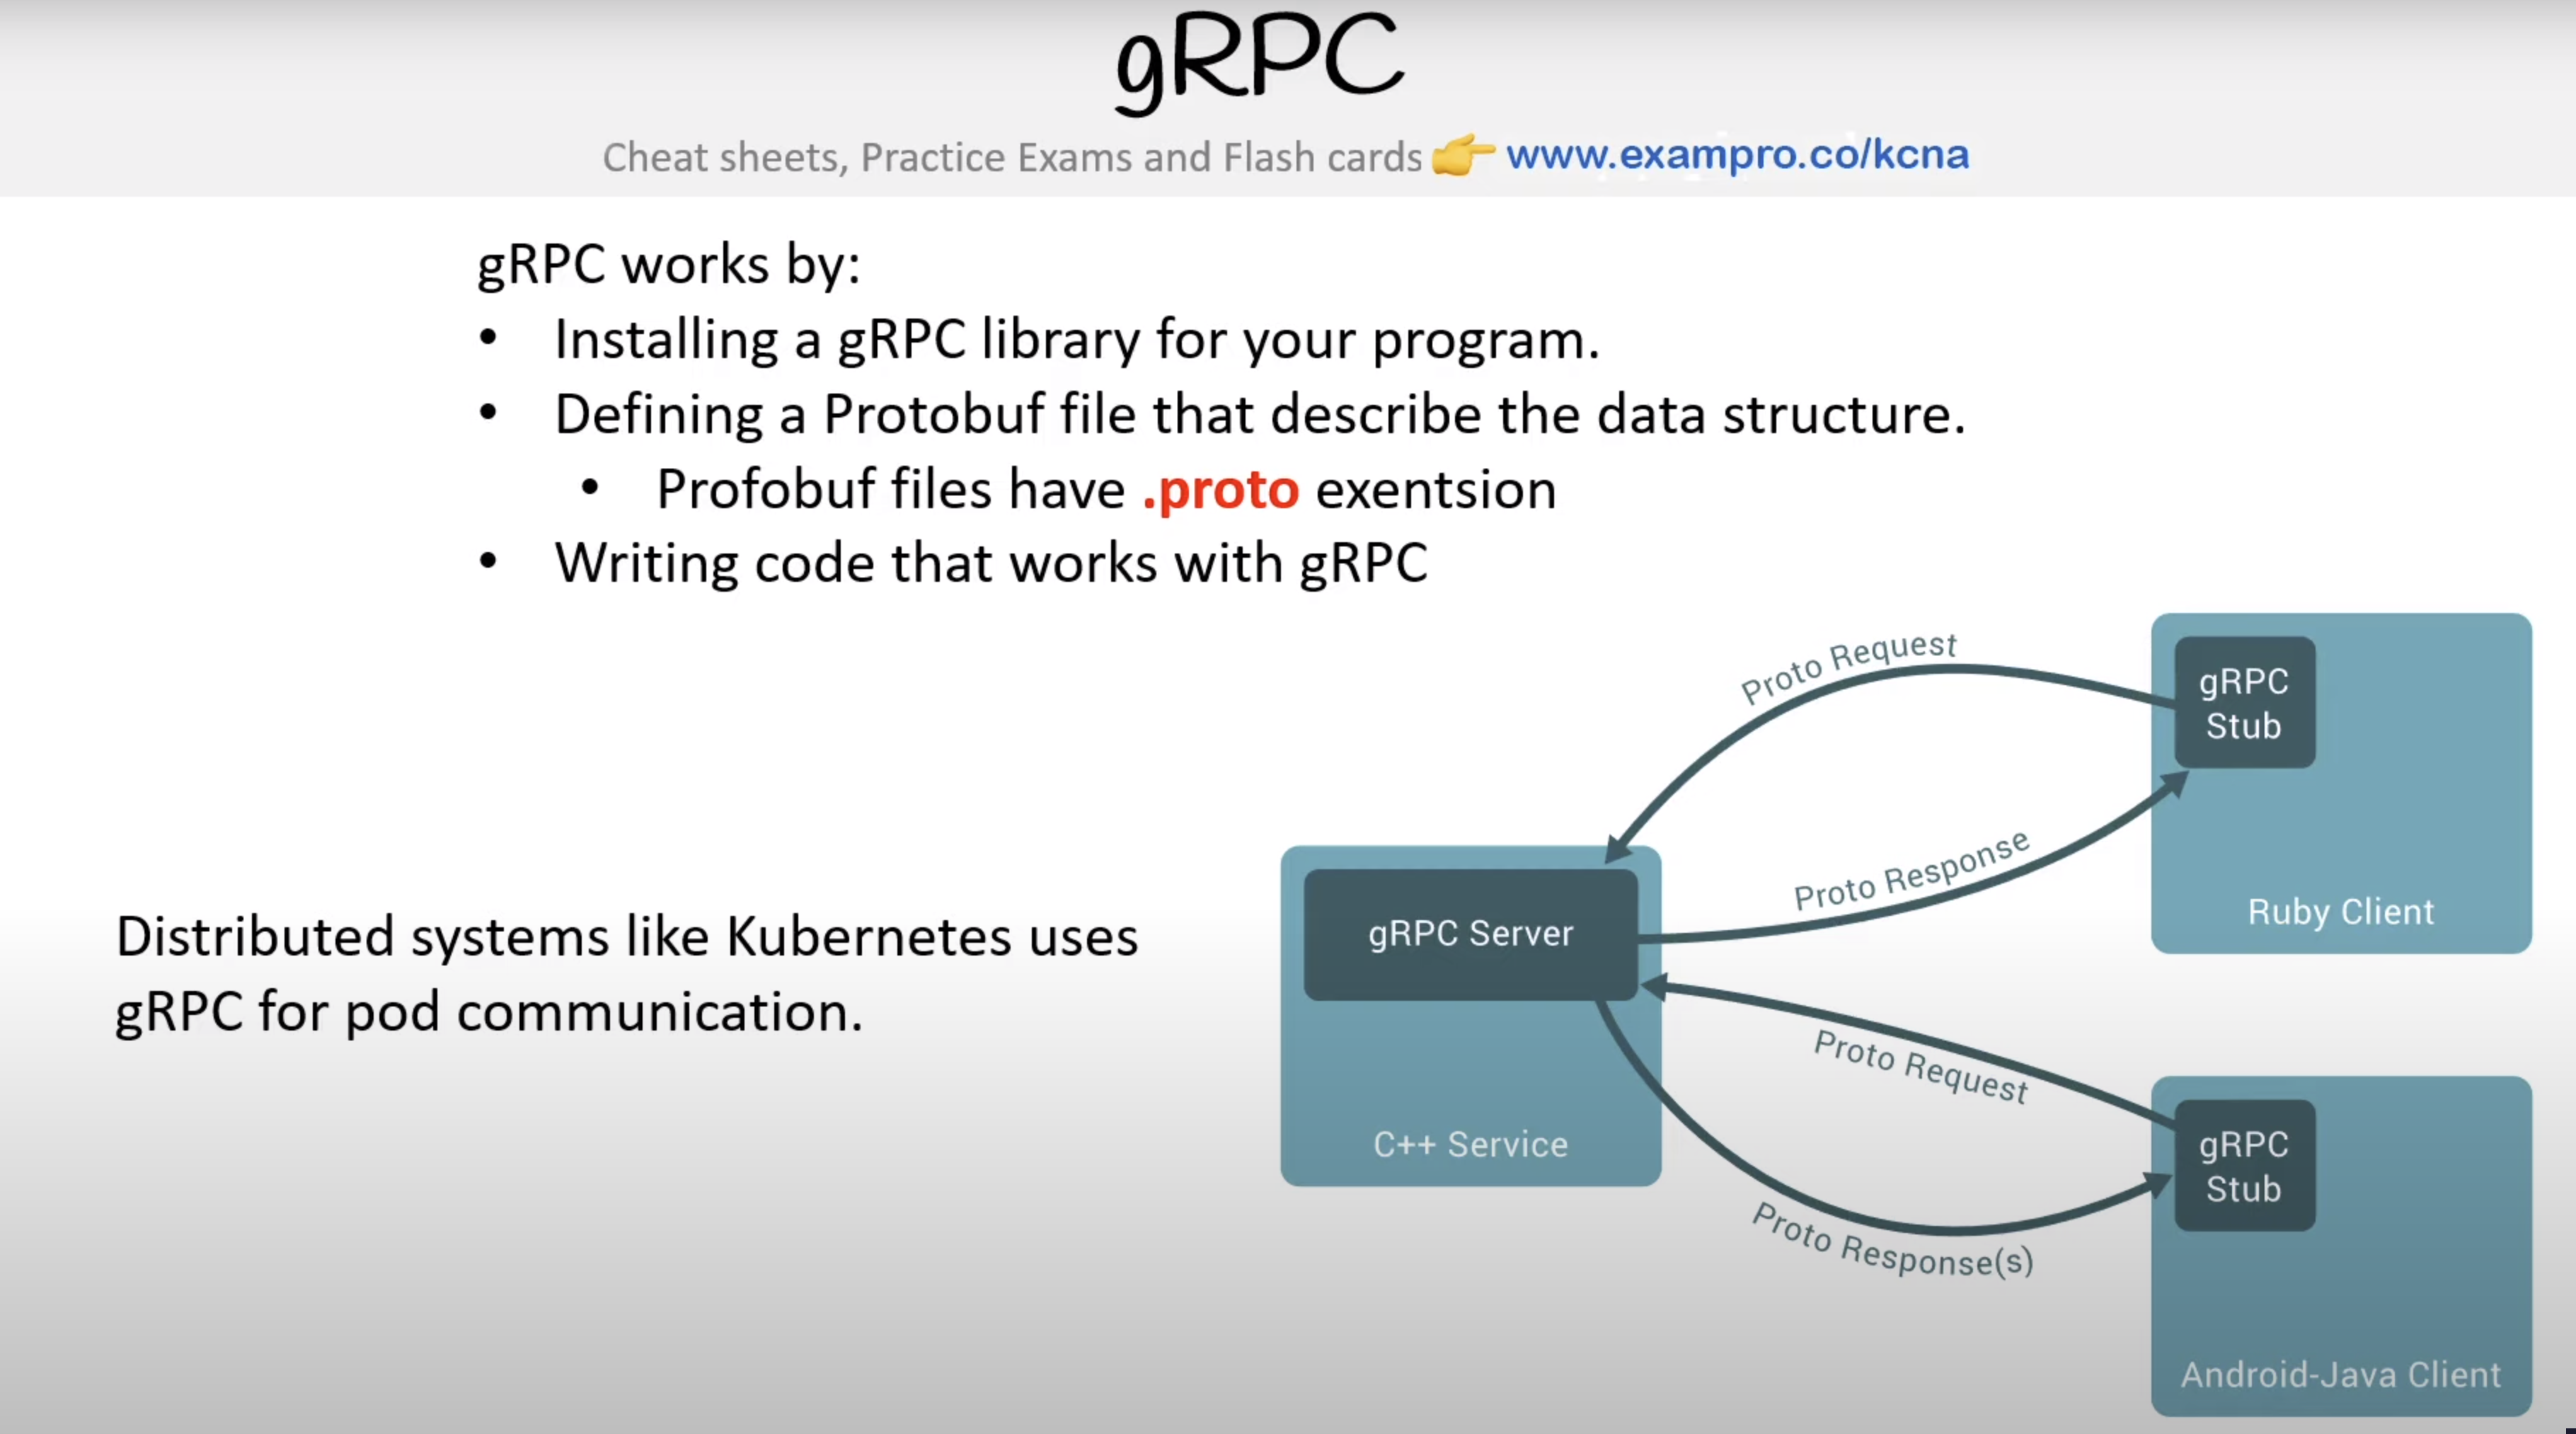 gRPC
Cheat sheets, Practice Exams and Flash cards 👉 www.exampro.co/kcna
gRPC works by:
• Installing a gRPC library for your program.
• Defining a Protobuf file that describe the data structure.
• Profobuf files have .proto exentsion
• Writing code that works with gRPC
Distributed systems like Kubernetes uses
gRPC for pod communication.
Proto Request
gRPC
Stub
Proto Response
Ruby Client
gRPC Server
C++ Service
Proto Request
gRPC
Stub
Proto Response(s)
Android-Java Client